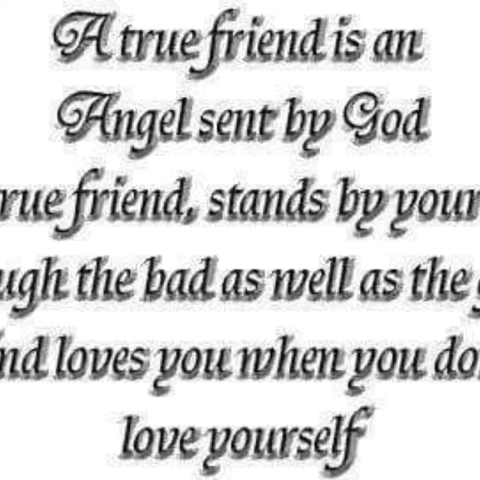 A true friend is an
Angel sent by God
rue friend, stands by your
ugh the bad as well as the
nd loves you when you do
love yourself